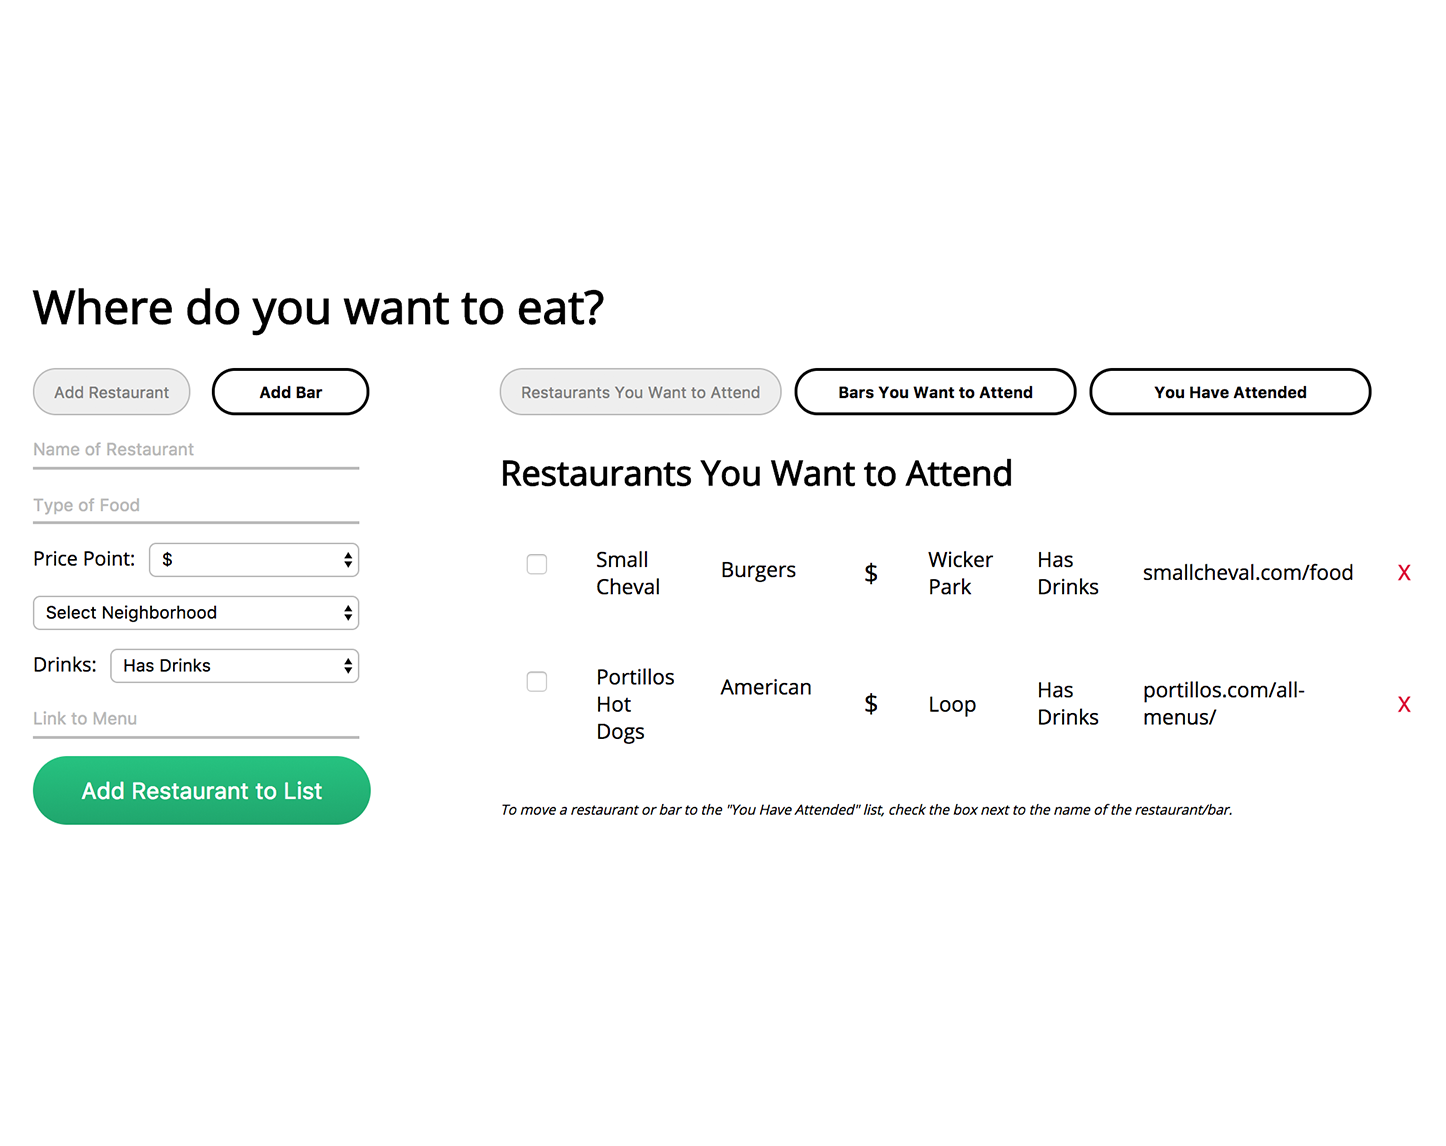 Where do you want to eat?
Add Restaurant
Add Bar
Name of Restaurant
Type of Food
Price Point: $
Select Neighborhood
Drinks: Has Drinks
Link to Menu
Add Restaurant to List
Restaurants You Want to Attend
Bars You Want to Attend
You Have Attended
Restaurants You Want to Attend
Small
Cheval
Burgers
$
Wicker
Park
Has
Drinks
smallcheval.com/food
X
Portillos
Hot
Dogs
American
$
Loop
Has
Drinks
portillos.com/all-
menus/
X
To move a restaurant or bar to the "You Have Attended" list, check the box next to the name of the restaurant/bar.